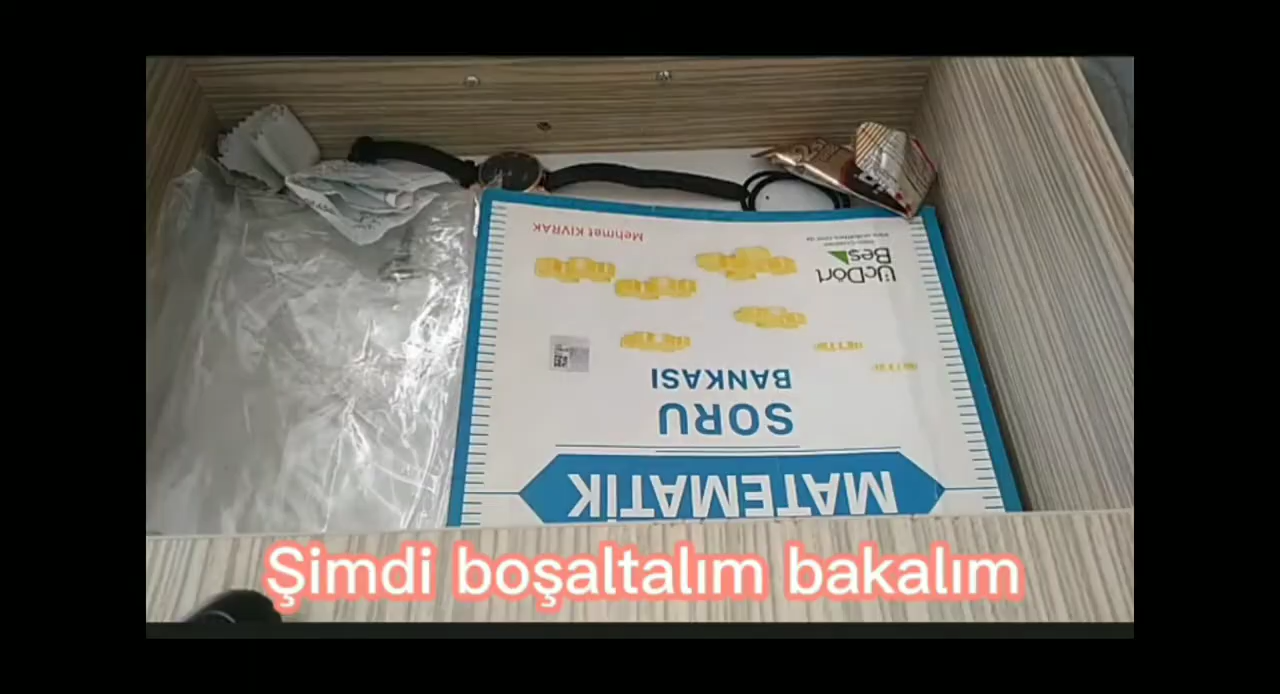 MATEMATİK
SORU
BANKASI
ÜçDört
Beş
Mehmet KIVRAK
Şimdi boşaltalım bakalım